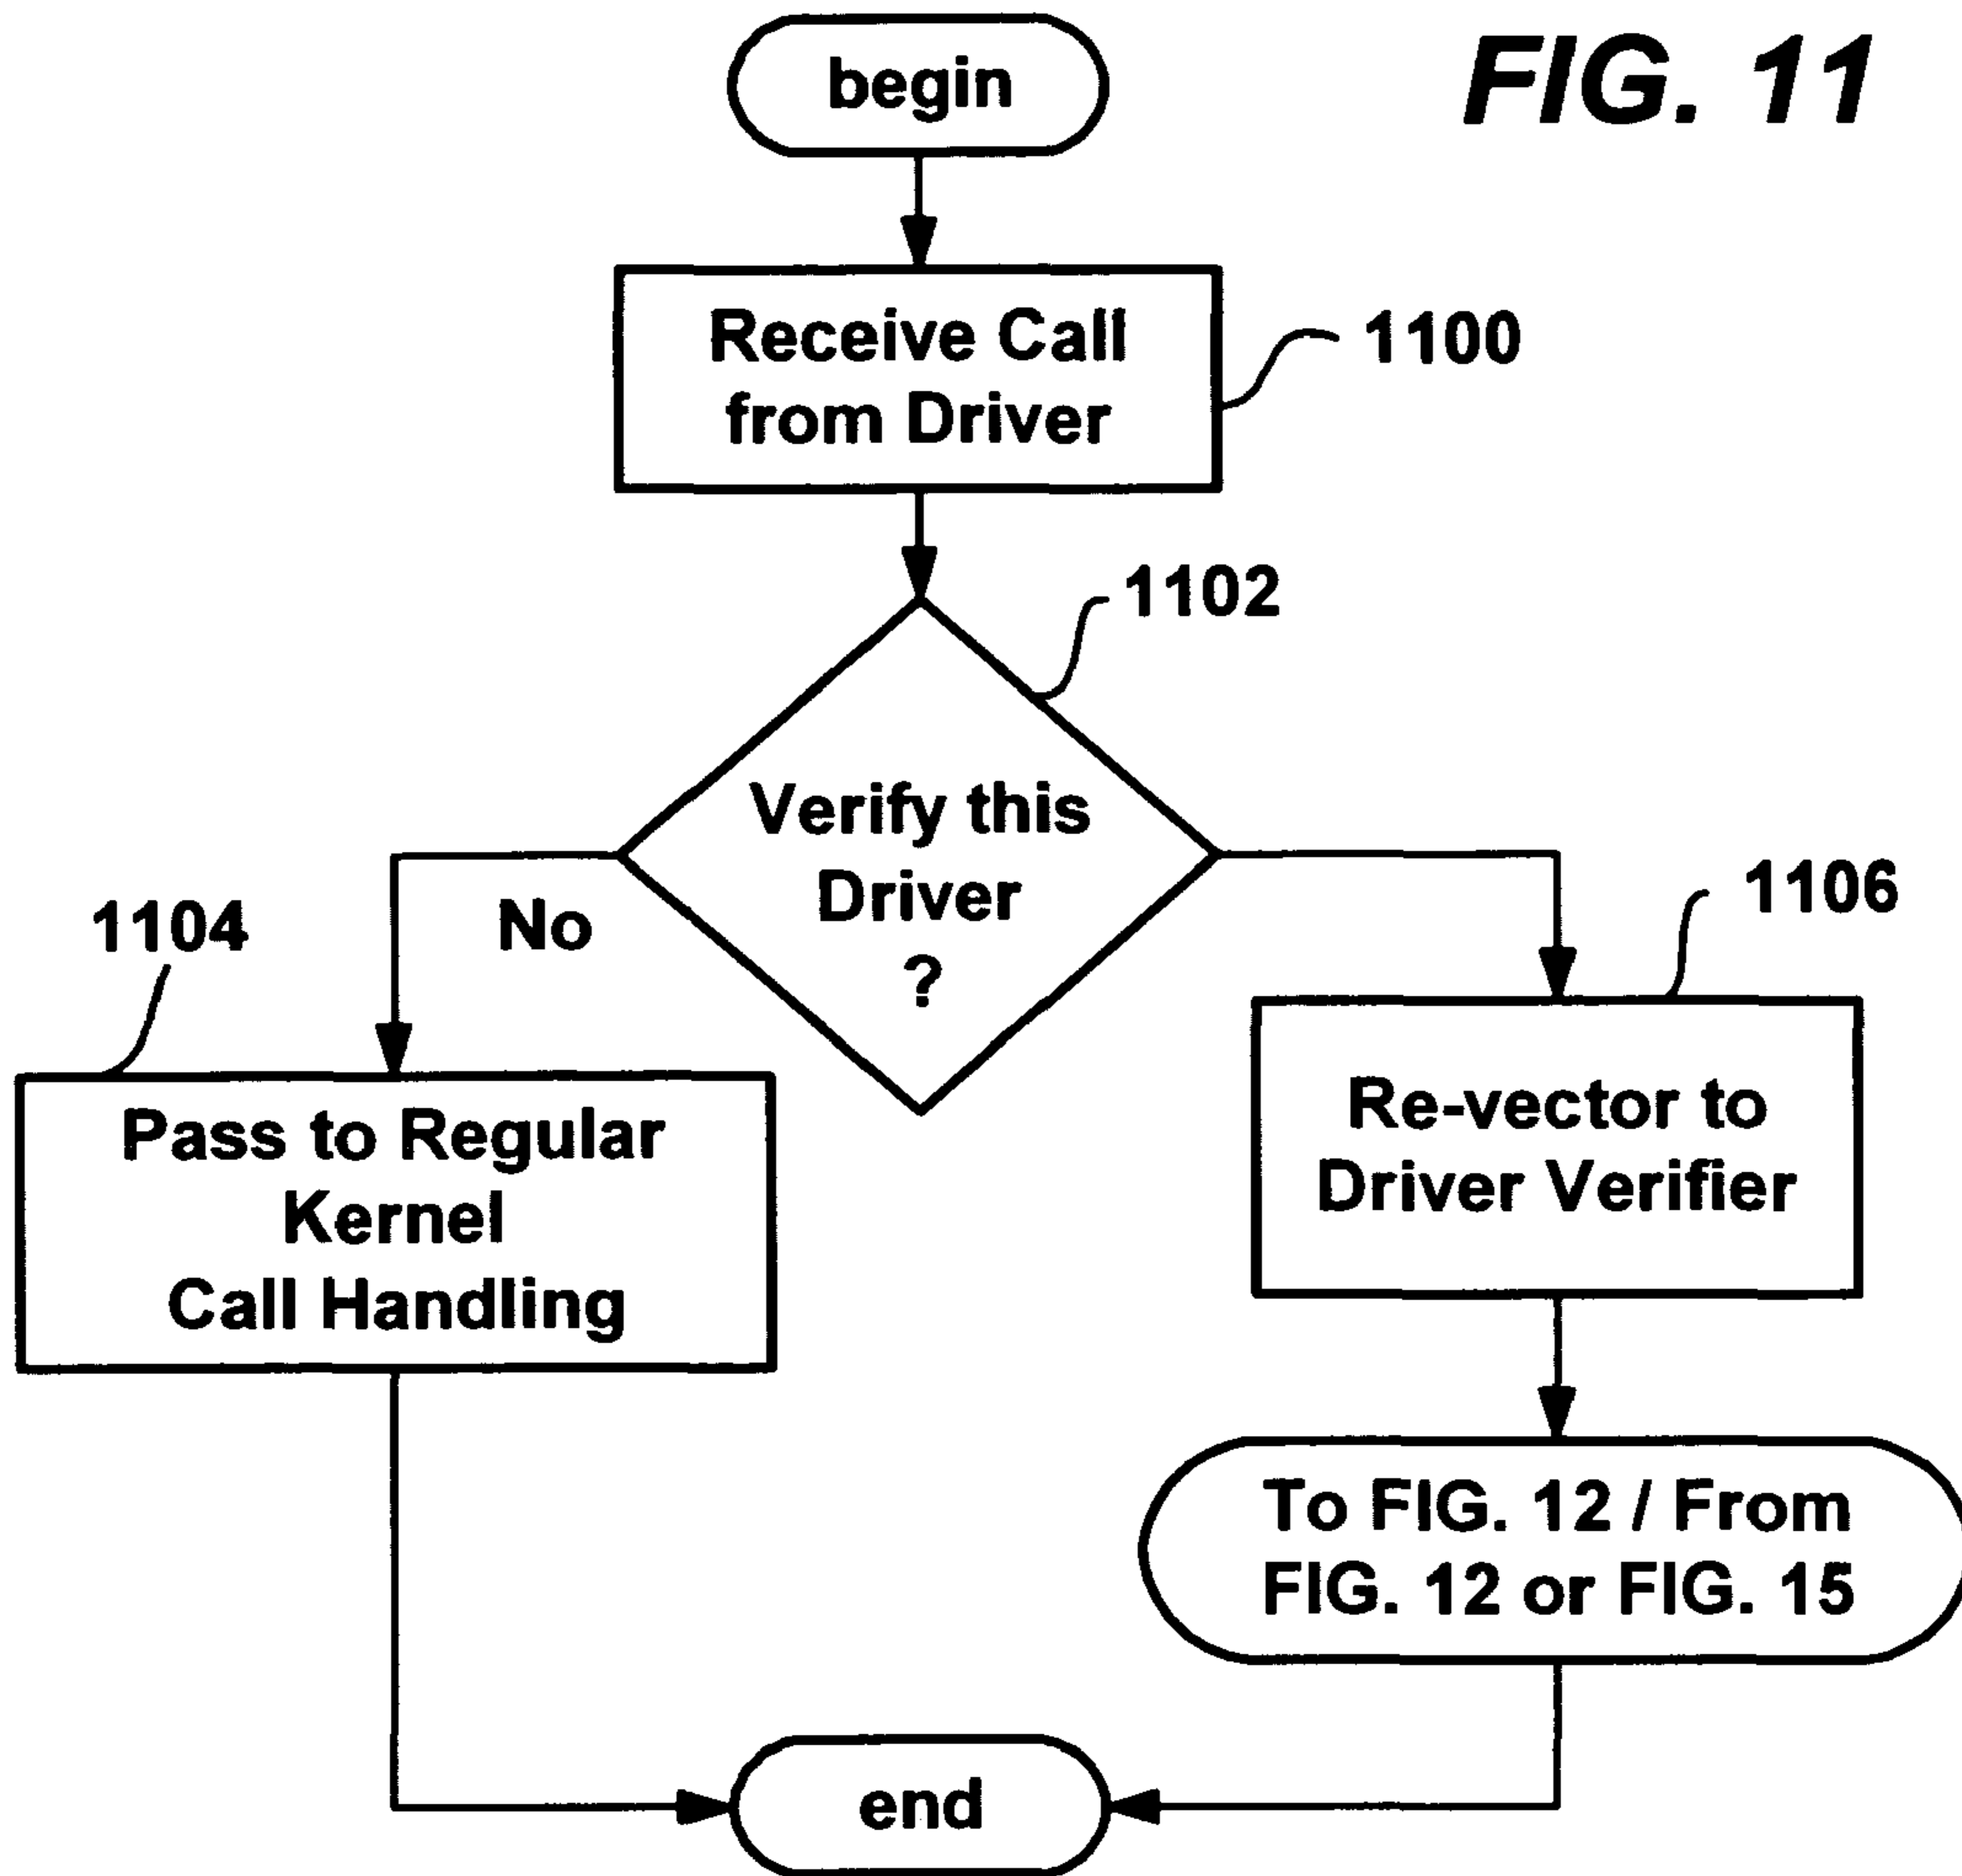 FIG. 11
begin
Receive Call
from Driver
1100
1102
Verify this
Driver
?
No
1104
1106
Pass to Regular
Kernel
Call Handling
Re-vector to
Driver Verifier
To FIG. 12 / From
FIG. 12 or FIG. 15
end